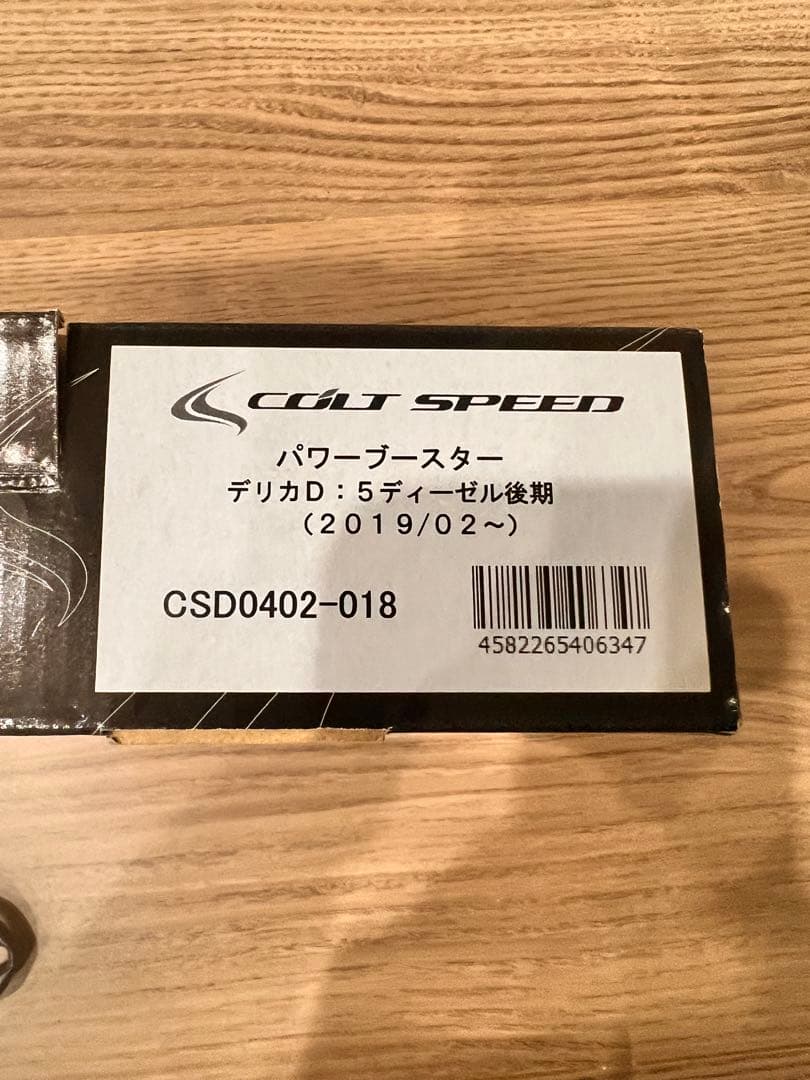 COLT SPEED
パワーブースター
デリカD：5ディーゼル後期
（2019/02～）
CSD0402-018
4582265406347